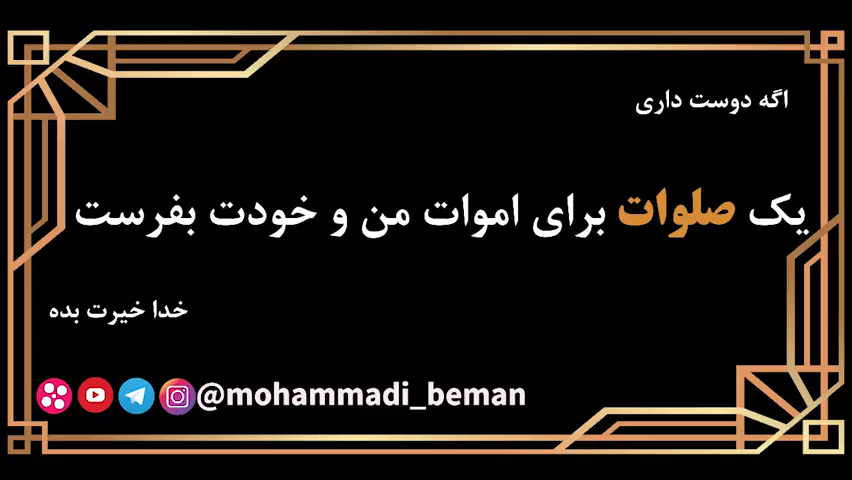 اگه دوست داری
یک صلوات برای اموات من و خودت بفرست
خدا خیرت بده
@mohammadi_beman